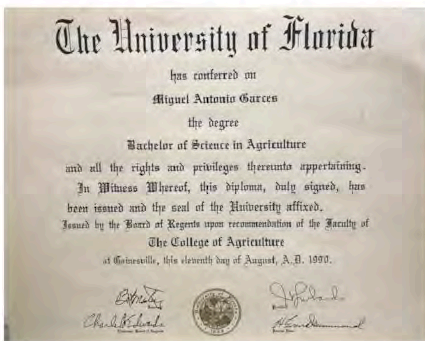 The University of Florida
has conferred on
Miguel Antonio Garces
the degree
Bachelor of Science in Agriculture
and all the rights and privileges thereunto appertaining.
In Witness Whereof, this diploma, duly signed, has
been issued and the seal of the University affixed.
Issued by the Board of Regents upon recommendation of the Faculty of
The College of Agriculture
at Gainesville, this eleventh day of August, A.D. 1990.